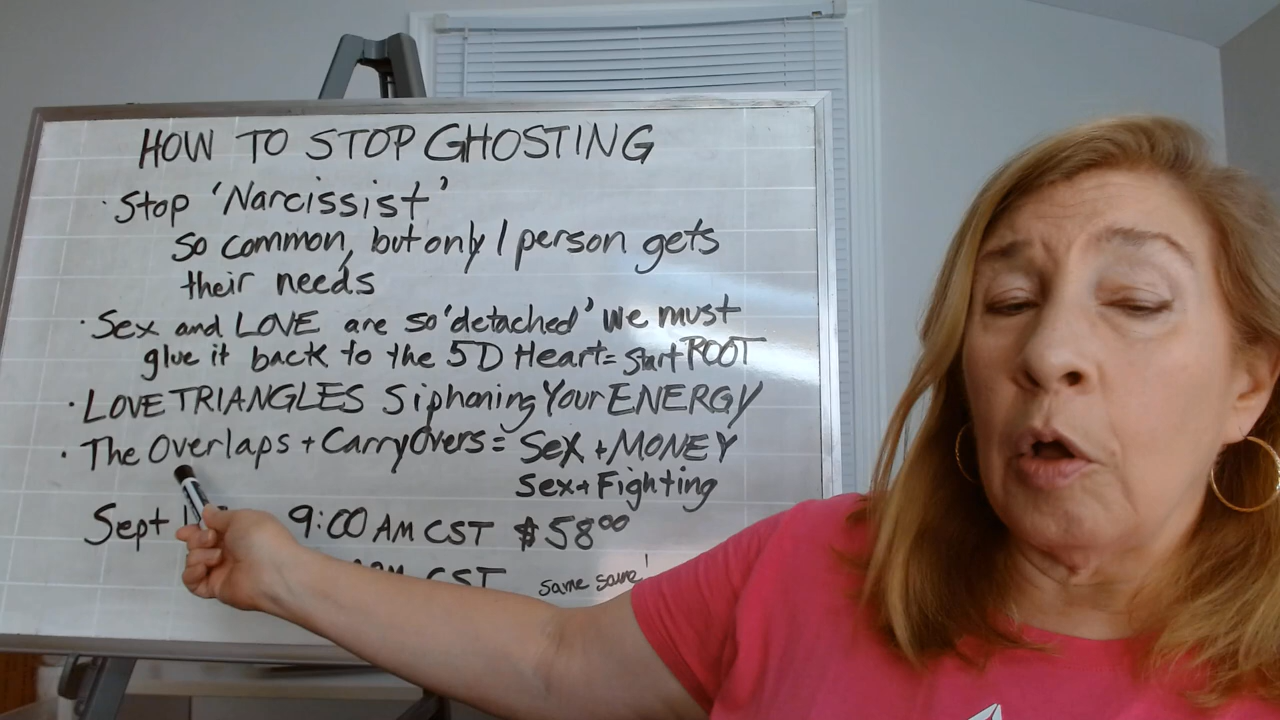 HOW TO STOP GHOSTING
· Stop 'Narcissist'
So common, but only 1 person gets
their needs
· Sex and LOVE are so 'detached' we must
glue it back to the 5D Heart = Start ROOT
· LOVE TRIANGLES Siphoning Your ENERGY
· The Overlaps + CarryOvers = Sex + MONEY
Sex + Fighting
Sept 9:00 AM CST $58.00
CST same same!